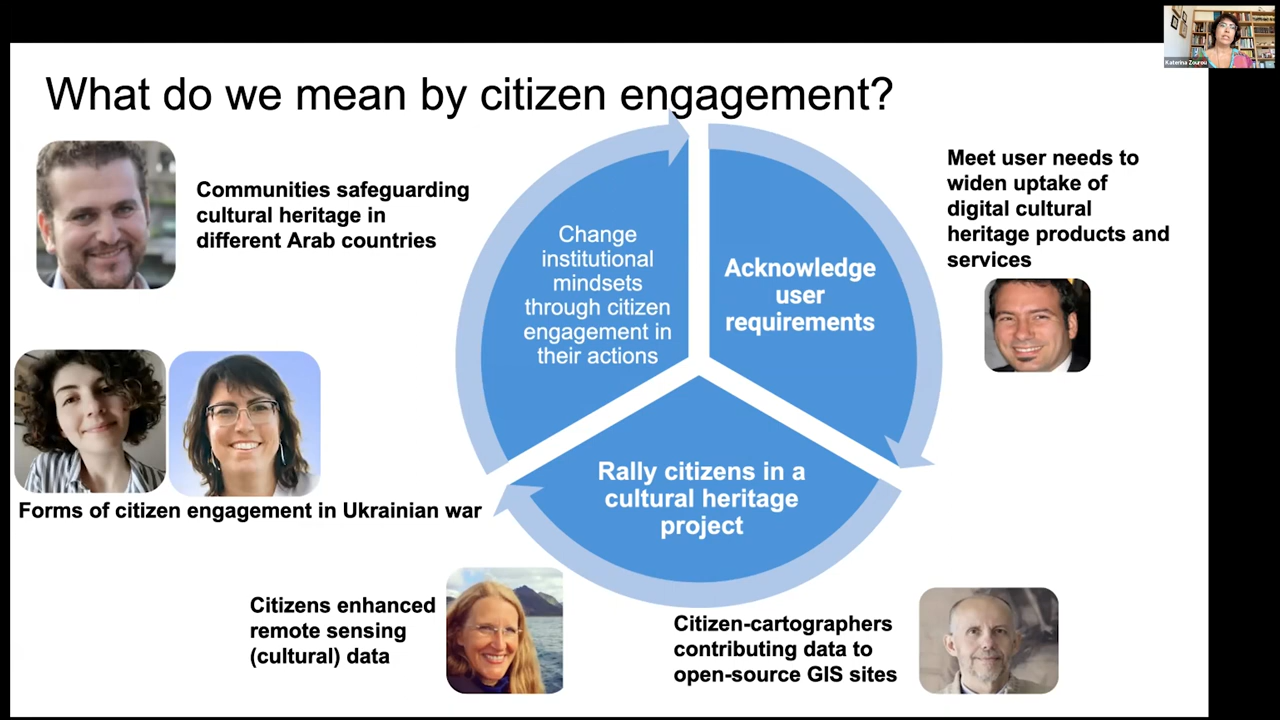 What do we mean by citizen engagement?
Katerina Zourou
Communities safeguarding
cultural heritage in
different Arab countries
Change
institutional
mindsets
through citizen
engagement in
their actions
Acknowledge
user
requirements
Meet user needs to
widen uptake of
digital cultural
heritage products and
services
Forms of citizen engagement in Ukrainian war
Rally citizens in a
cultural heritage
project
Citizens enhanced
remote sensing
(cultural) data
Citizen-cartographers
contributing data to
open-source GIS sites